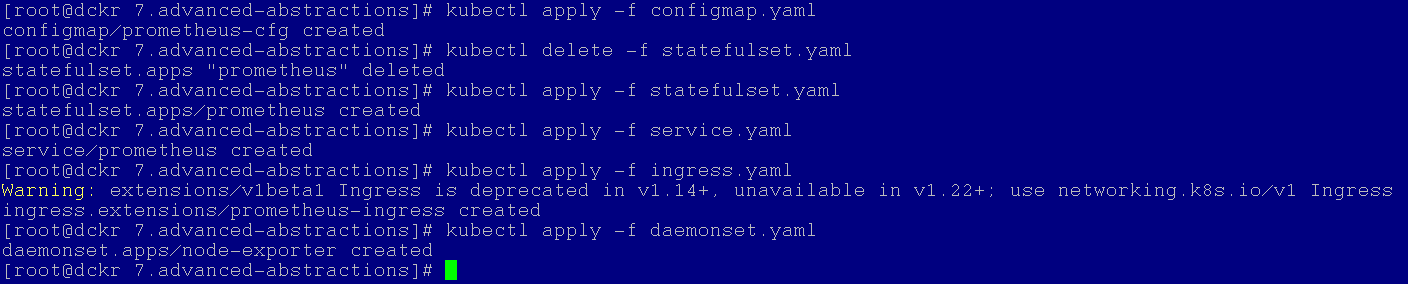 [root@dckr 7.advanced-abstractions]# kubectl apply -f configmap.yaml
configmap/prometheus-cfg created
[root@dckr 7.advanced-abstractions]# kubectl delete -f statefulset.yaml
statefulset.apps "prometheus" deleted
[root@dckr 7.advanced-abstractions]# kubectl apply -f statefulset.yaml
statefulset.apps/prometheus created
[root@dckr 7.advanced-abstractions]# kubectl apply -f service.yaml
service/prometheus created
[root@dckr 7.advanced-abstractions]# kubectl apply -f ingress.yaml
Warning: extensions/v1beta1 Ingress is deprecated in v1.14+, unavailable in v1.22+; use networking.k8s.io/v1 Ingress
ingress.extensions/prometheus-ingress created
[root@dckr 7.advanced-abstractions]# kubectl apply -f daemonset.yaml
daemonset.apps/node-exporter created
[root@dckr 7.advanced-abstractions]#